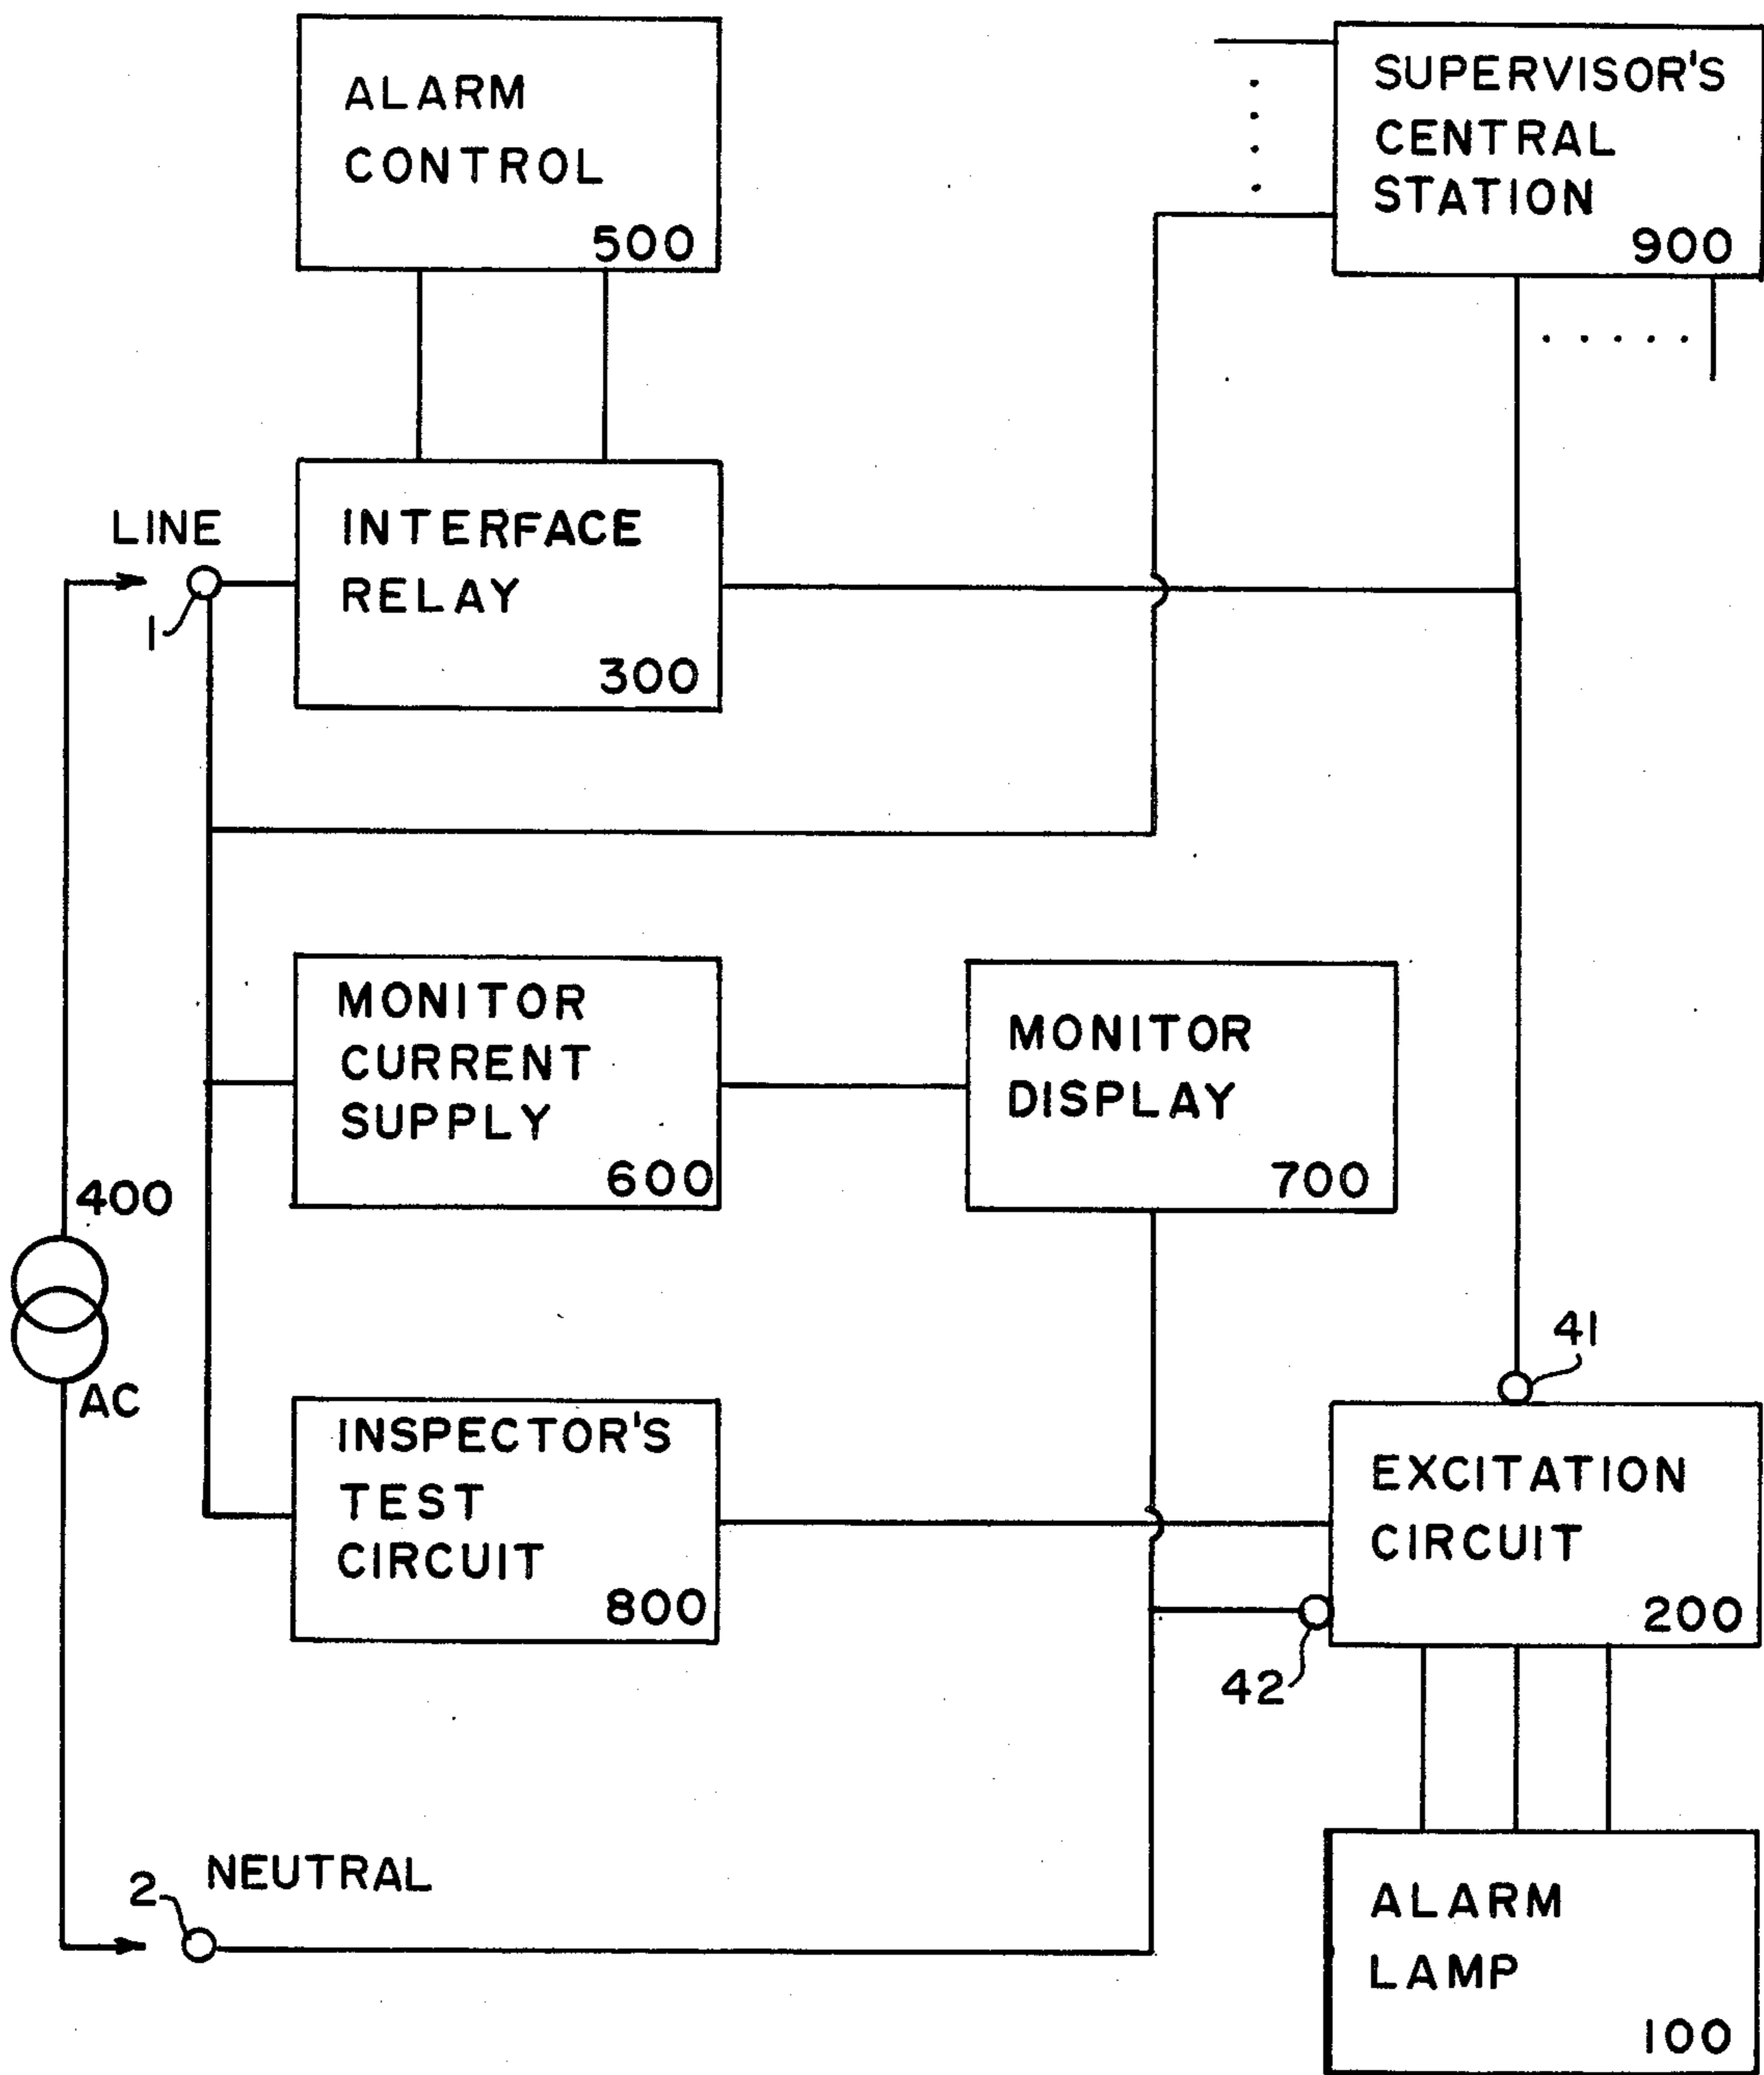 ALARM
CONTROL
500
SUPERVISOR'S
CENTRAL
STATION
900
LINE
1
INTERFACE
RELAY
300
MONITOR
CURRENT
SUPPLY
600
MONITOR
DISPLAY
700
400
AC
INSPECTOR'S
TEST
CIRCUIT
800
41
EXCITATION
CIRCUIT
200
42
2
NEUTRAL
ALARM
LAMP
100